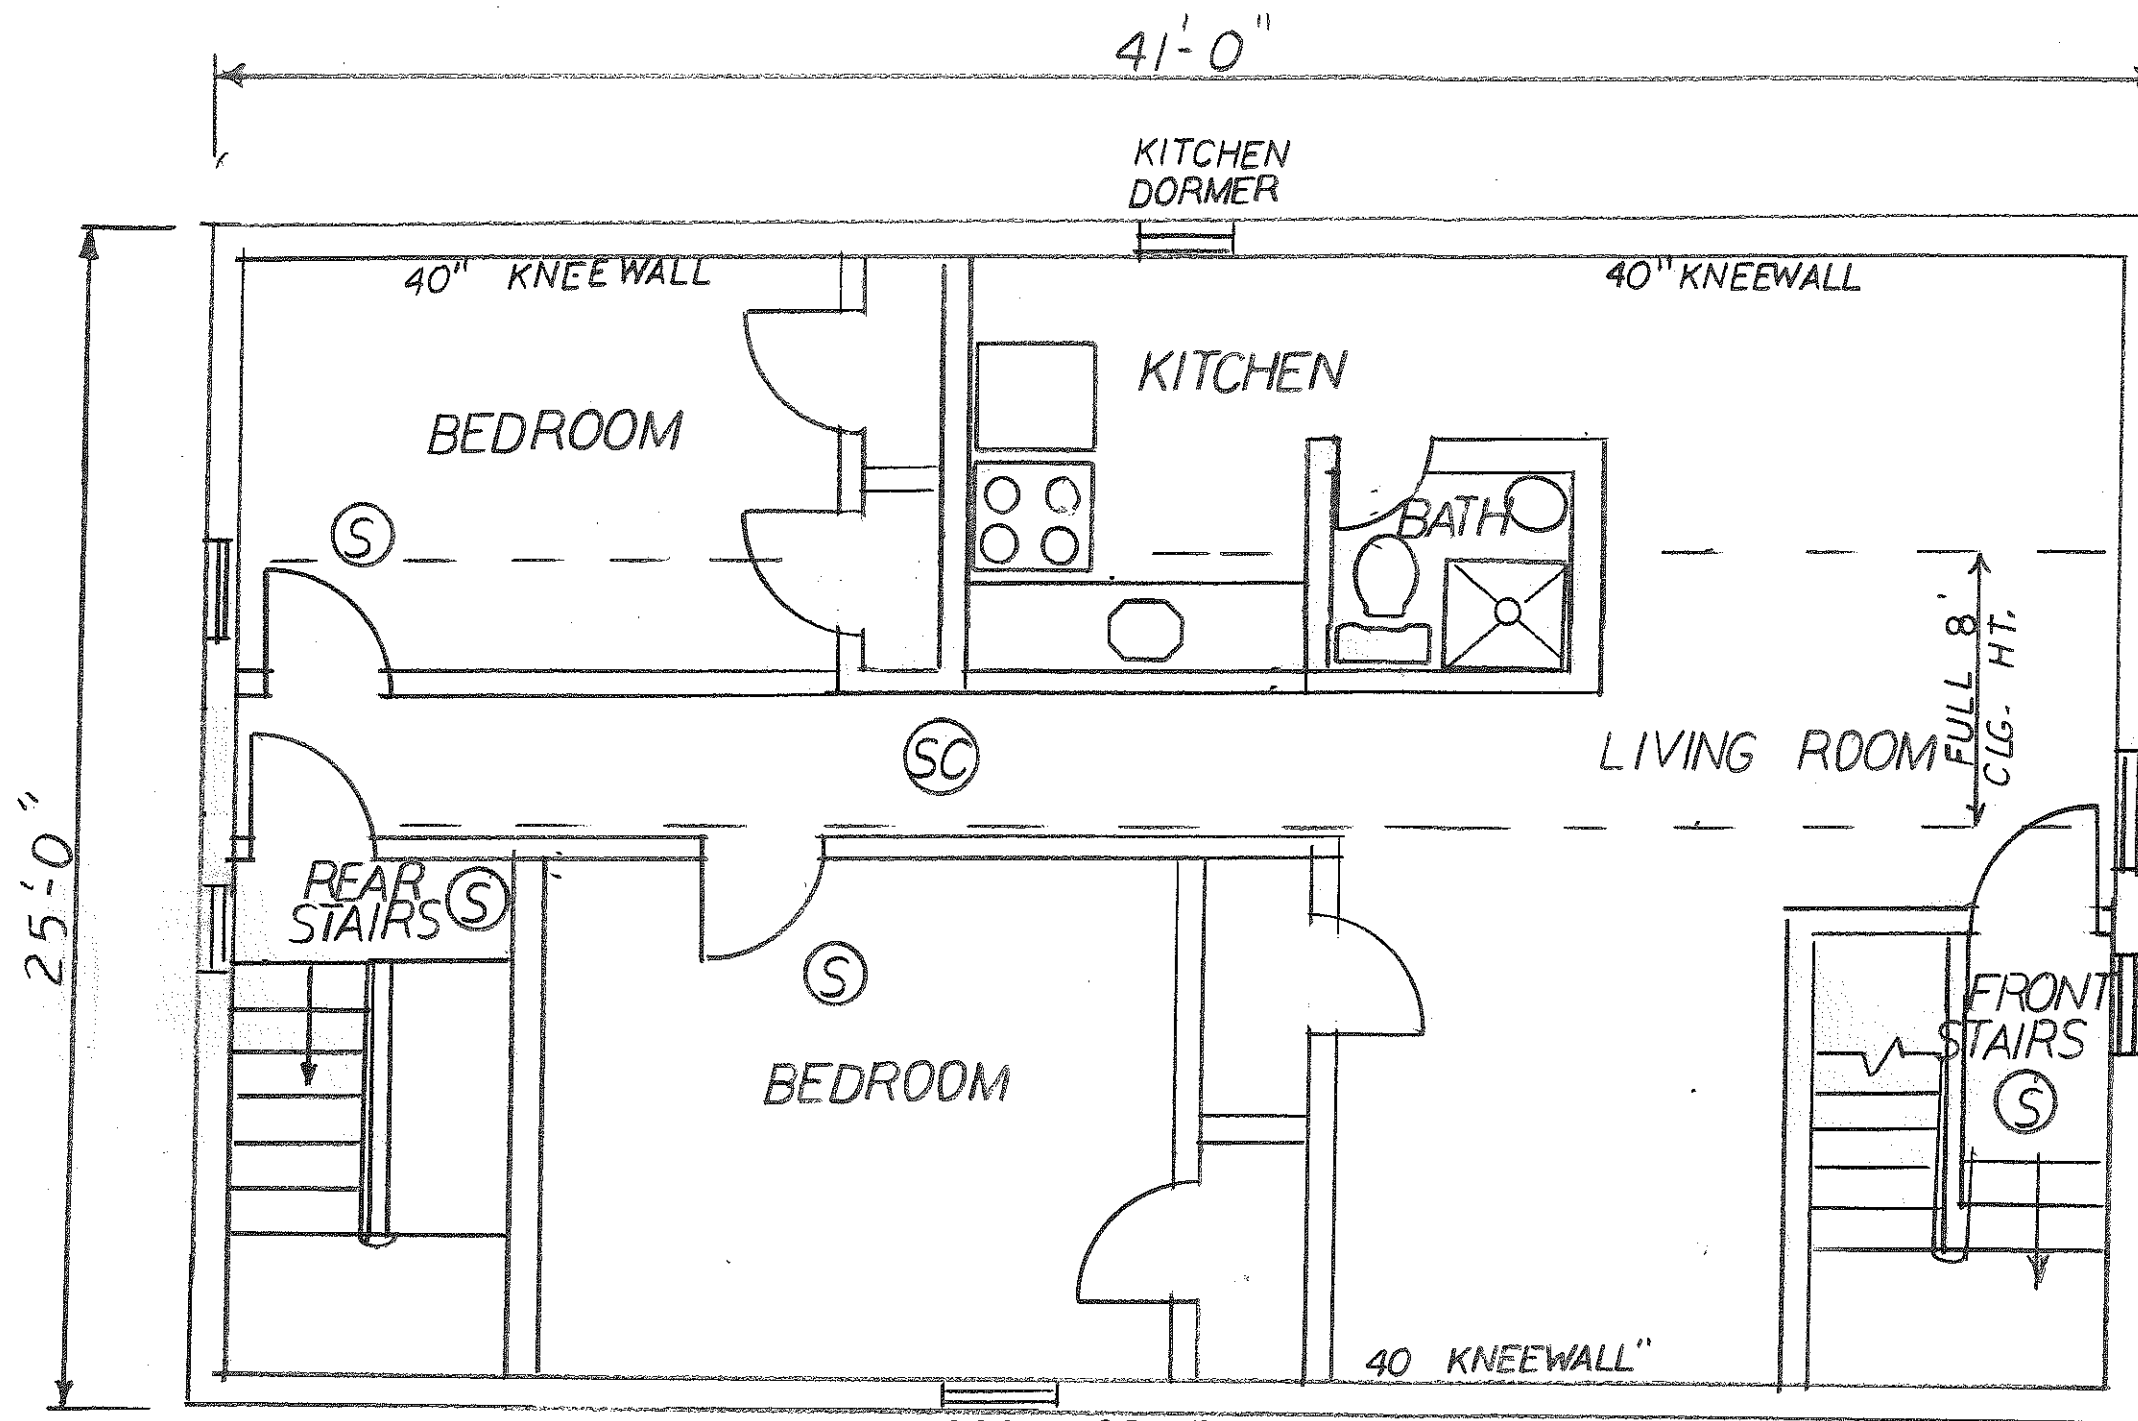 41'-0"
KITCHEN
DORMER
40" KNEEWALL
40" KNEEWALL
KITCHEN
BEDROOM
BATH
S
FULL 8'
CLG. HT.
LIVING ROOM
SC
25'-0"
REAR
STAIRS
S
S
FRONT
STAIRS
BEDROOM
S
40 KNEEWALL"